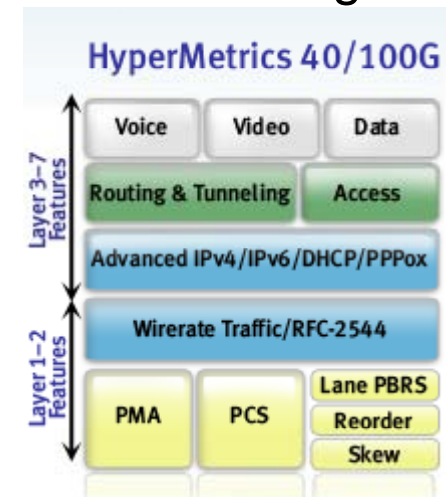 HyperMetrics 40/100G
Layer 3–7
Features
Voice
Video
Data
Routing & Tunneling
Access
Advanced IPv4/IPv6/DHCP/PPPox
Layer 1–2
Features
Wirerate Traffic/RFC-2544
PMA
PCS
Lane PBRS
Reorder
Skew